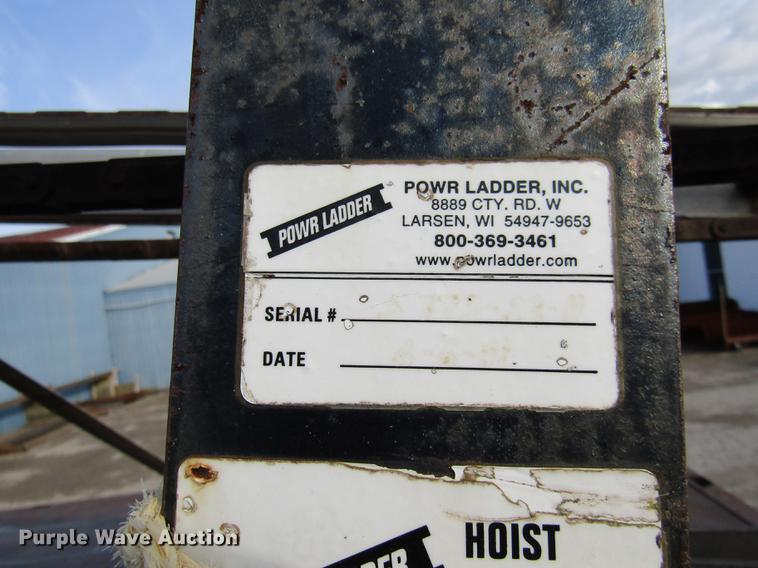 POWR LADDER
POWR LADDER, INC.
8889 CTY. RD. W
LARSEN, WI 54947-9653
800-369-3461
www.powrladder.com
SERIAL #
DATE
HOIST
Purple Wave Auction